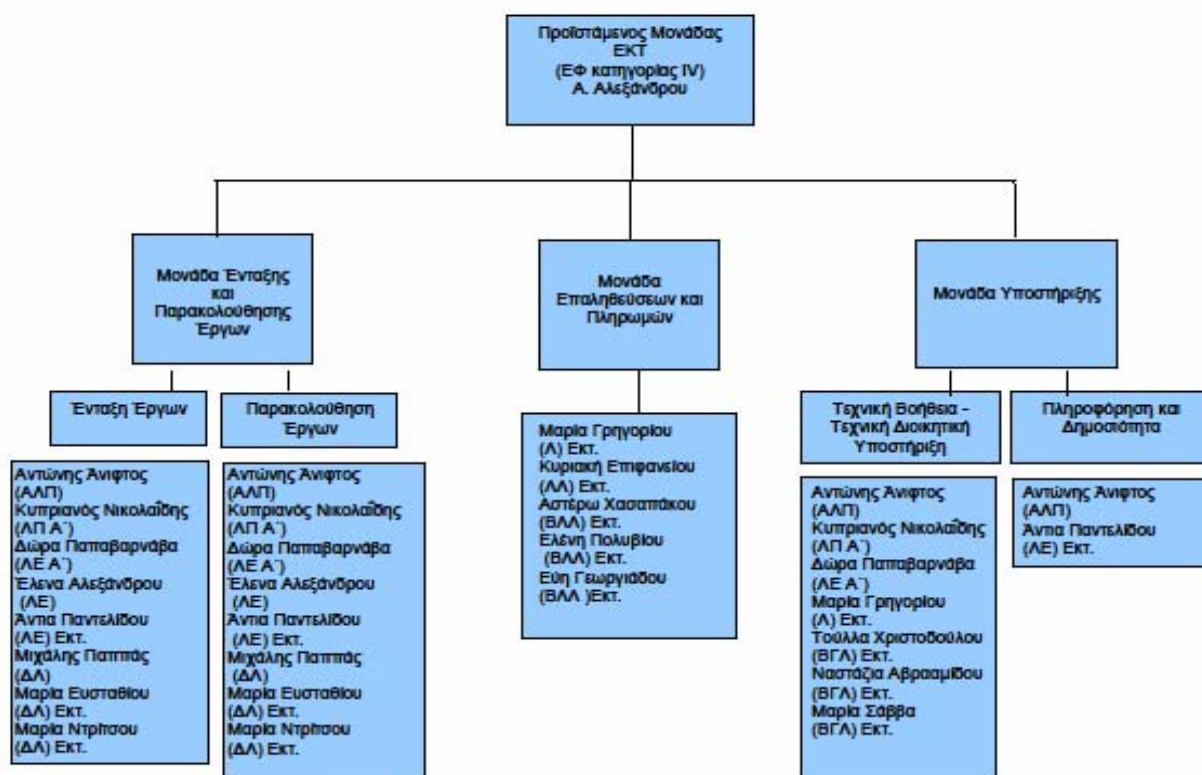 Προϊστάμενος Μονάδας
ΕΚΤ
(ΕΦ κατηγορίας IV)
Α. Αλεξάνδρου
Μονάδα Ένταξης
και
Παρακολούθησης
Έργων
Μονάδα
Επαληθεύσεων και
Πληρωμών
Μονάδα Υποστήριξης
Ένταξη Έργων
Παρακολούθηση
Έργων
Τεχνική Βοήθεια -
Τεχνική Διοικητική
Υποστήριξη
Πληροφόρηση και
Δημοσιότητα
Αντώνης Άνιφτος
(ΑΛΠ)
Κυπριανός Νικολαΐδης
(ΛΠ Α΄)
Δώρα Παπαβαρνάβα
(ΛΕ Α΄)
Έλενα Αλεξάνδρου
(ΛΕ)
Άντια Παντελίδου
(ΛΕ) Εκτ.
Μιχάλης Παππάς
(ΔΛ)
Μαρία Ευσταθίου
(ΔΛ) Εκτ.
Μαρία Ντρίτσου
(ΔΛ) Εκτ.
Αντώνης Άνιφτος
(ΑΛΠ)
Κυπριανός Νικολαΐδης
(ΛΠ Α΄)
Δώρα Παπαβαρνάβα
(ΛΕ Α΄)
Έλενα Αλεξάνδρου
(ΛΕ)
Άντια Παντελίδου
(ΛΕ) Εκτ.
Μιχάλης Παππάς
(ΔΛ)
Μαρία Ευσταθίου
(ΔΛ) Εκτ.
Μαρία Ντρίτσου
(ΔΛ) Εκτ.
Μαρία Γρηγορίου
(Λ) Εκτ.
Κυριακή Επιφανείου
(ΛΛ) Εκτ.
Αστέρω Χασαπάκου
(ΒΛΛ) Εκτ.
Ελένη Πολυβίου
(ΒΛΛ) Εκτ.
Εύη Γεωργιάδου
(ΒΛΛ )Εκτ.
Αντώνης Άνιφτος
(ΑΛΠ)
Κυπριανός Νικολαΐδης
(ΛΠ Α΄)
Δώρα Παπαβαρνάβα
(ΛΕ Α΄)
Μαρία Γρηγορίου
(Λ) Εκτ.
Τούλλα Χριστοδούλου
(ΒΓΛ) Εκτ.
Ναστάζια Αβρααμίδου
(ΒΓΛ) Εκτ.
Μαρία Σάββα
(ΒΓΛ) Εκτ.
Αντώνης Άνιφτος
(ΑΛΠ)
Άντια Παντελίδου
(ΛΕ) Εκτ.